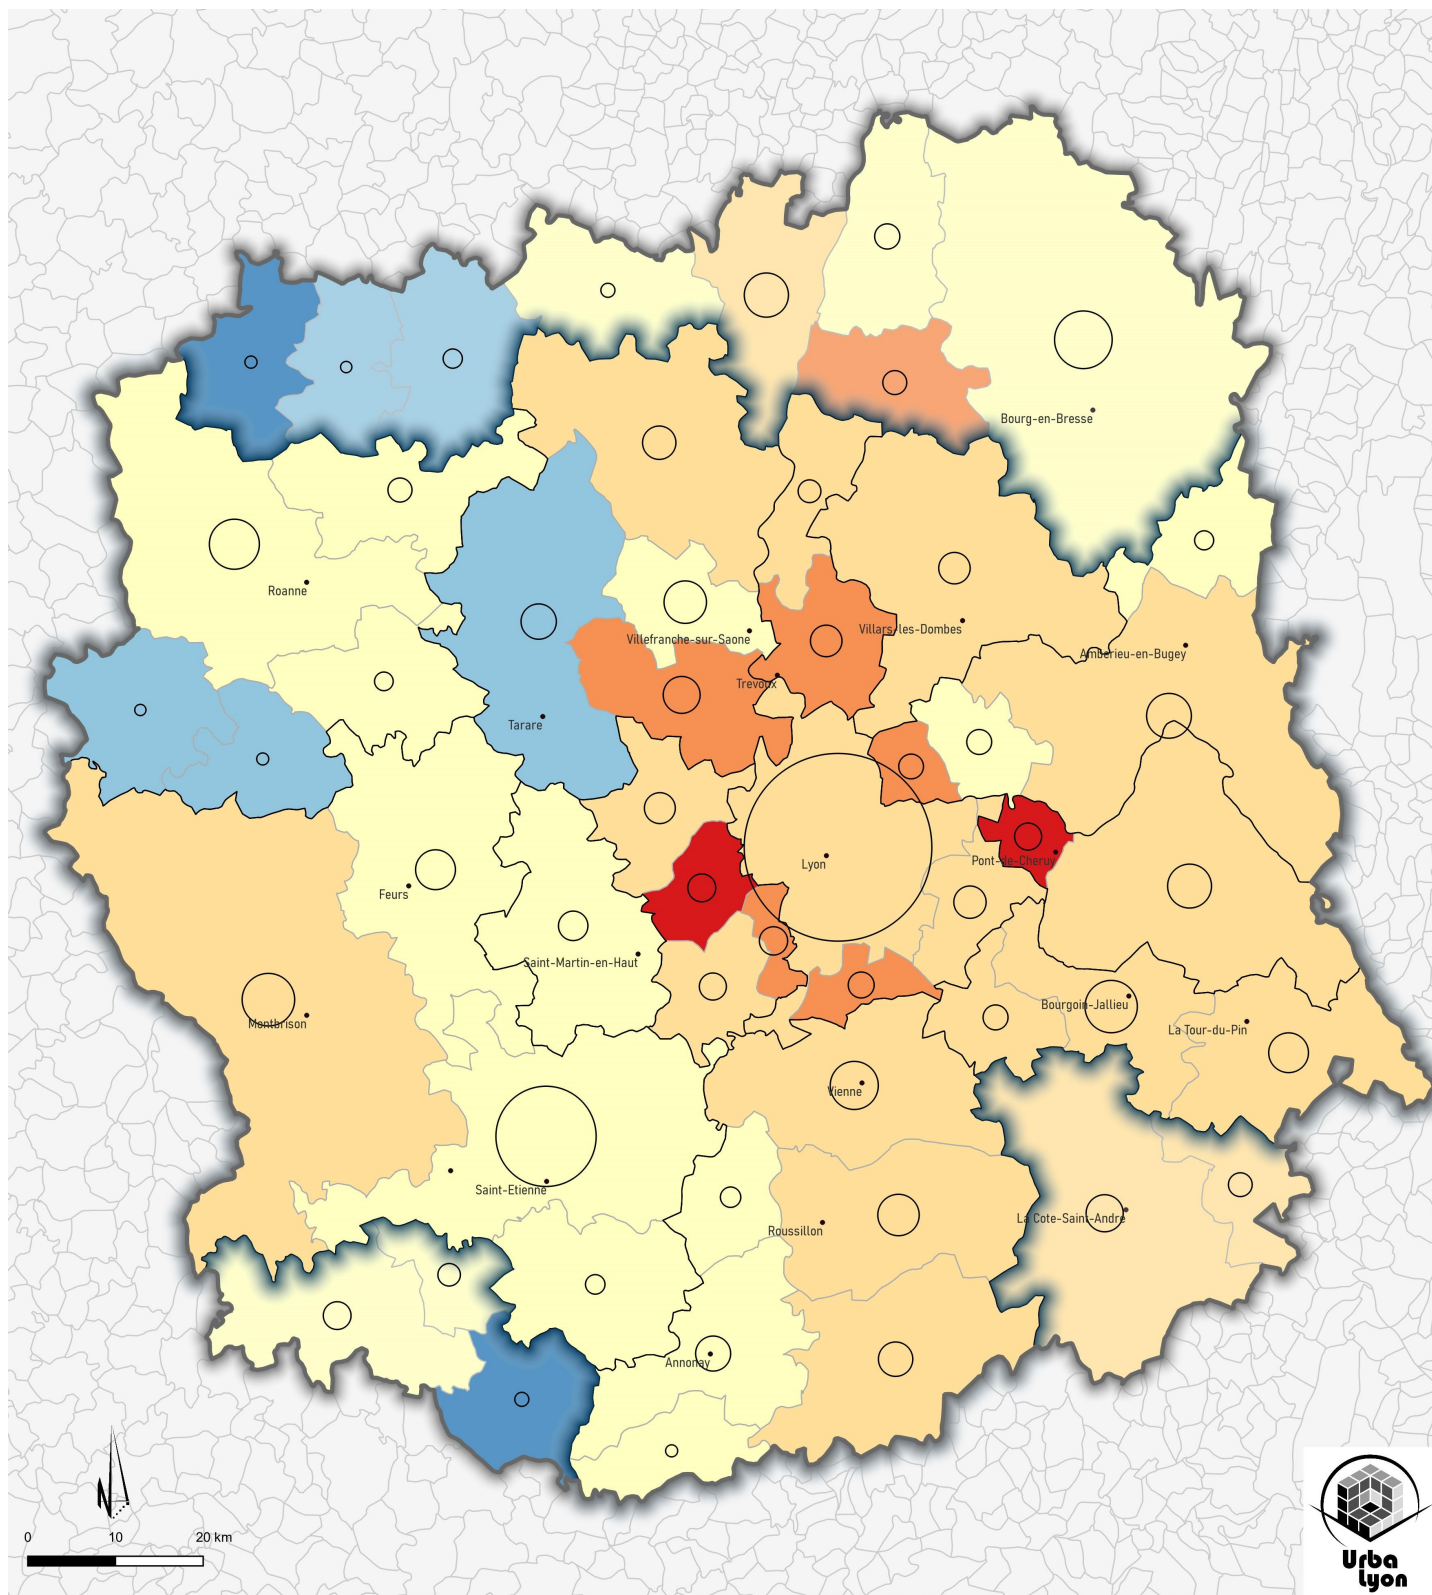 Bourg-en-Bresse
Roanne
Villefranche-sur-Saone
Villars-les-Dombes
Amberieu-en-Bugey
Trevoux
Tarare
Lyon
Pont-de-Cheruy
Feurs
Saint-Martin-en-Haut
Montbrison
Bourgoin-Jallieu
La Tour-du-Pin
Vienne
Saint-Etienne
Roussillon
La Cote-Saint-Andre
Annonay
N
0 10 20 km
Urba
Lyon